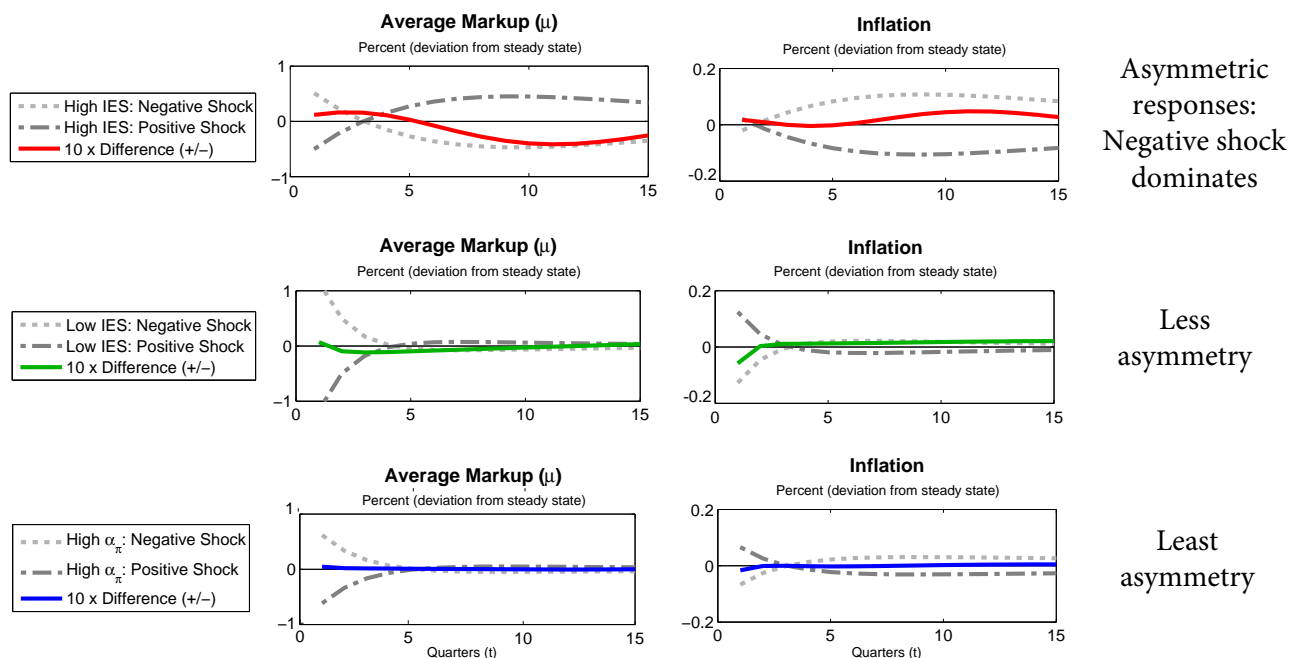 Average Markup (μ)
Percent (deviation from steady state)
1
0
−1
0
5
10
15
Inflation
Percent (deviation from steady state)
0.2
0
-0.2
0
5
10
15
High IES: Negative Shock
High IES: Positive Shock
10 x Difference (+/−)
Asymmetric
responses:
Negative shock
dominates
Average Markup (μ)
Percent (deviation from steady state)
1
0
−1
0
5
10
15
Inflation
Percent (deviation from steady state)
0.2
0
-0.2
0
5
10
15
Low IES: Negative Shock
Low IES: Positive Shock
10 x Difference (+/−)
Less
asymmetry
Average Markup (μ)
Percent (deviation from steady state)
1
0
−1
0
5
10
15
Quarters (t)
Inflation
Percent (deviation from steady state)
0.2
0
−0.2
0
5
10
15
Quarters (t)
High απ: Negative Shock
High απ: Positive Shock
10 x Difference (+/−)
Least
asymmetry